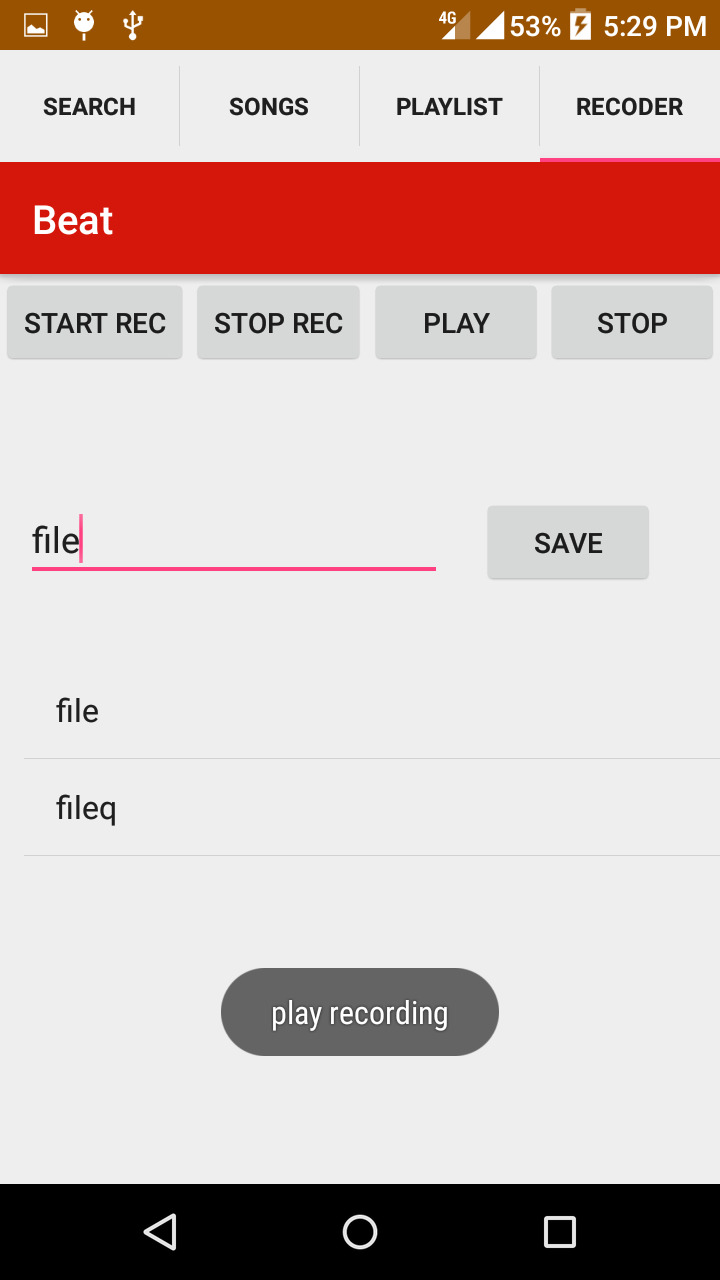 4G 53% 5:29 PM
SEARCH SONGS PLAYLIST RECODER
Beat
START REC STOP REC PLAY STOP
file SAVE
file
fileq
play recording